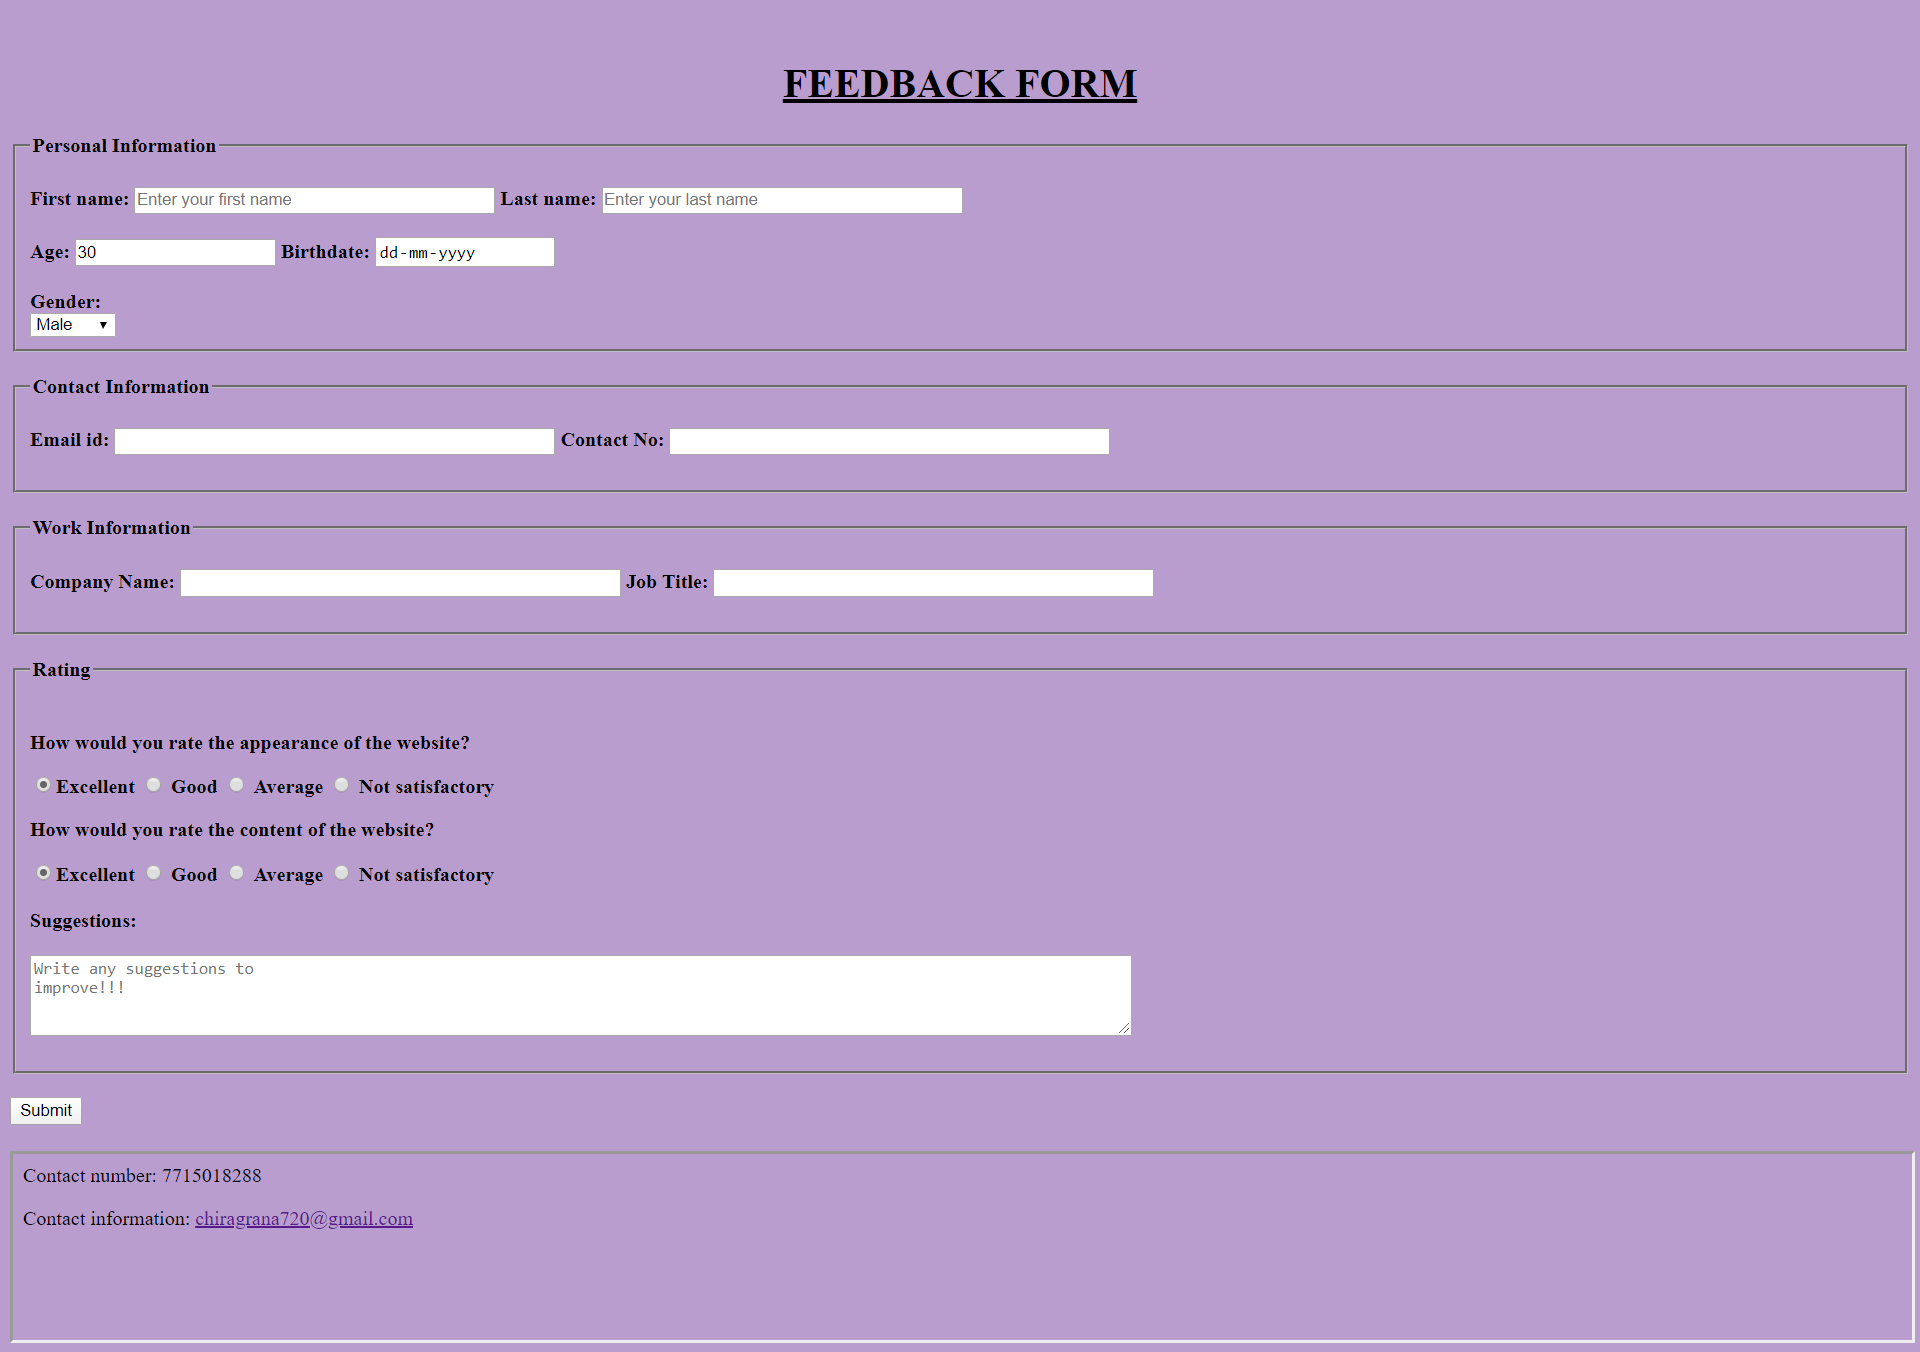 FEEDBACK FORM
Personal Information
First name: Enter your first name Last name: Enter your last name
Age: 30 Birthdate: dd-mm-yyyy
Gender:
Male
Contact Information
Email id: Contact No:
Work Information
Company Name: Job Title:
Rating
How would you rate the appearance of the website?
Excellent Good Average Not satisfactory
How would you rate the content of the website?
Excellent Good Average Not satisfactory
Suggestions:
Write any suggestions to
improve!!!
Submit
Contact number: 7715018288
Contact information: chiragrana720@gmail.com